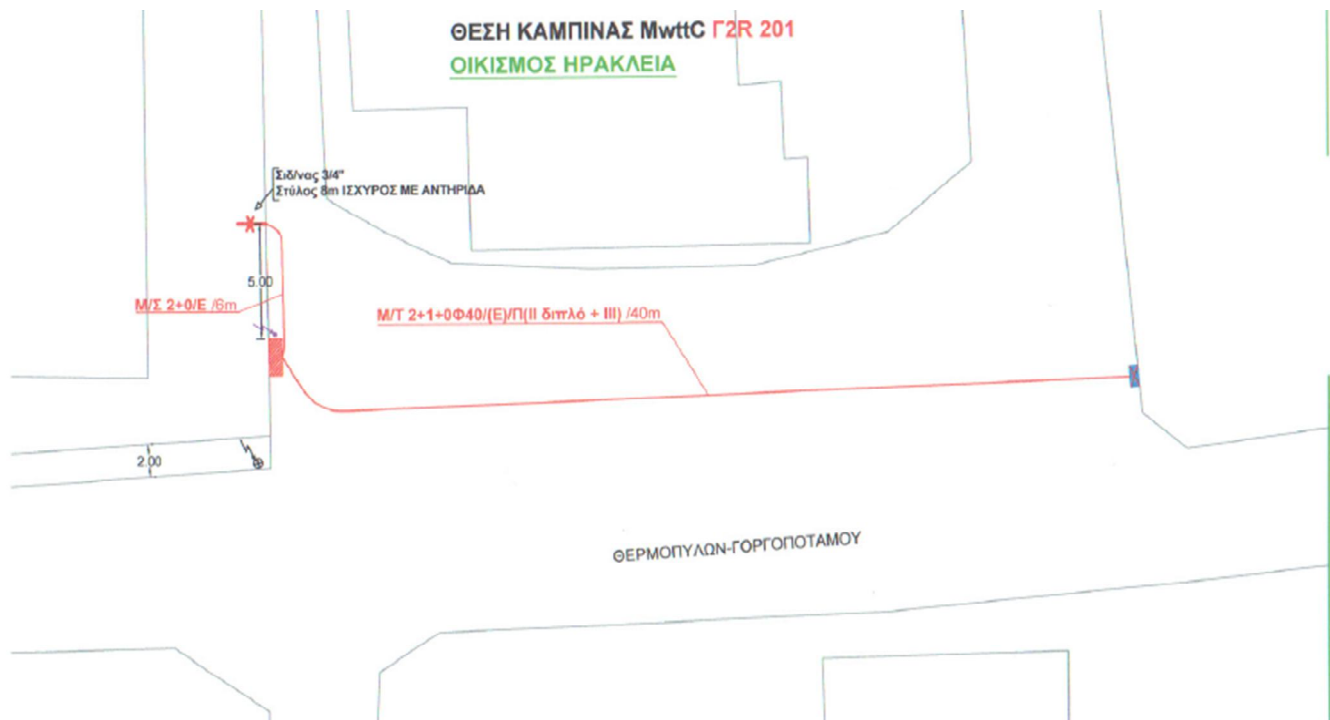 ΘΕΣΗ ΚΑΜΠΙΝΑΣ MwttC Γ2R 201
ΟΙΚΙΣΜΟΣ ΗΡΑΚΛΕΙΑ
Σιδ/νας 3/4"
Στύλος 8m ΙΣΧΥΡΟΣ ΜΕ ΑΝΤΗΡΙΔΑ
5.00
Μ/Σ 2+0/Ε /6m
Μ/Τ 2+1+0Φ40/(Ε)/Π(ΙΙ διπλό + ΙΙΙ) /40m
2.00
ΘΕΡΜΟΠΥΛΩΝ-ΓΟΡΓΟΠΟΤΑΜΟΥ